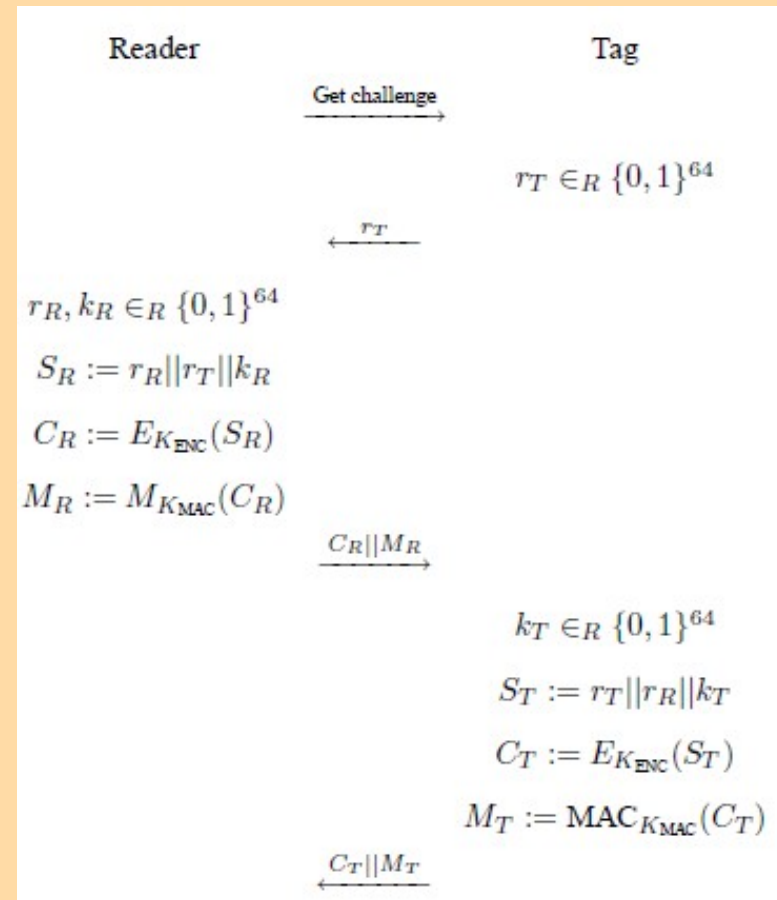 Reader Tag
Get challenge
r_T ∈_R {0, 1}^64
r_T
r_R, k_R ∈_R {0, 1}^64
S_R := r_R||r_T||k_R
C_R := E_{K_ENC}(S_R)
M_R := M_{K_MAC}(C_R)
C_R||M_R
k_T ∈_R {0, 1}^64
S_T := r_T||r_R||k_T
C_T := E_{K_ENC}(S_T)
M_T := MAC_{K_MAC}(C_T)
C_T||M_T